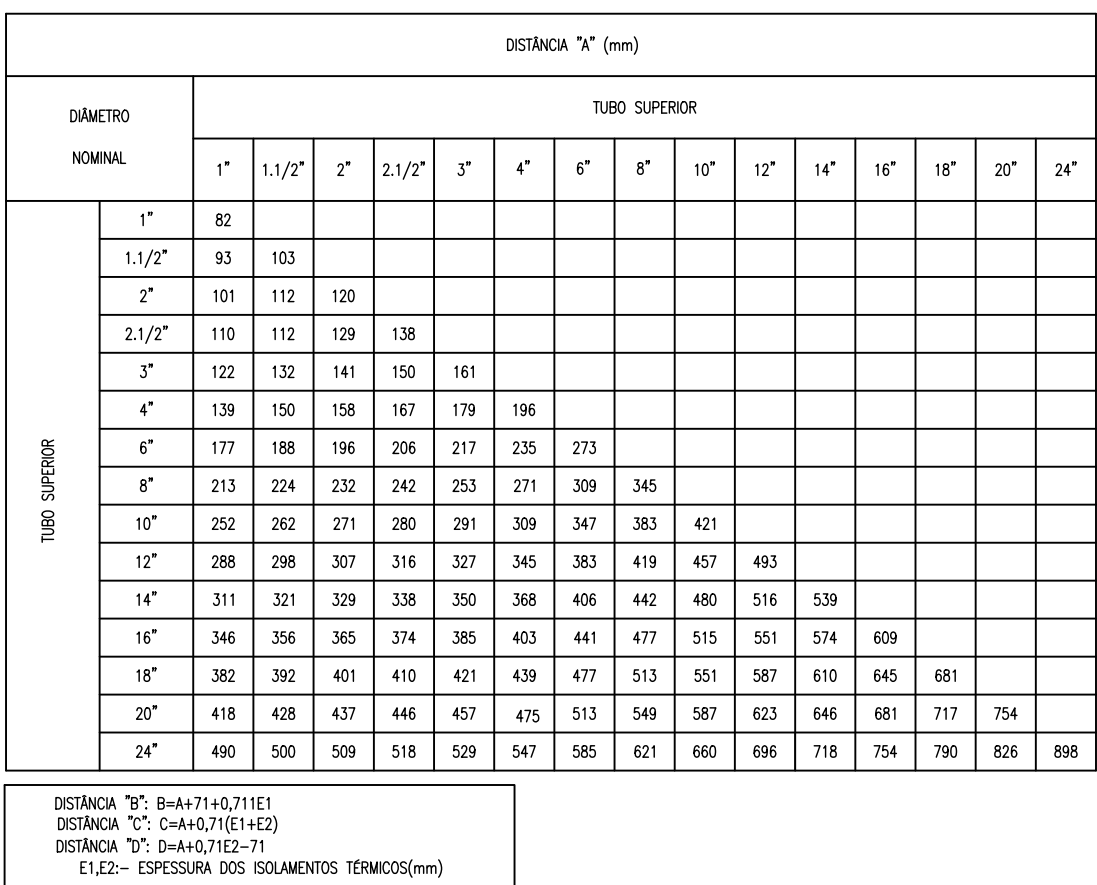 DISTÂNCIA "A" (mm)
DIÂMETRO
NOMINAL
TUBO SUPERIOR
1" 1.1/2" 2" 2.1/2" 3" 4" 6" 8" 10" 12" 14" 16" 18" 20" 24"
TUBO SUPERIOR
1" 82
1.1/2" 93 103
2" 101 112 120
2.1/2" 110 112 129 138
3" 122 132 141 150 161
4" 139 150 158 167 179 196
6" 177 188 196 206 217 235 273
8" 213 224 232 242 253 271 309 345
10" 252 262 271 280 291 309 347 383 421
12" 288 298 307 316 327 345 383 419 457 493
14" 311 321 329 338 350 368 406 442 480 516 539
16" 346 356 365 374 385 403 441 477 515 551 574 609
18" 382 392 401 410 421 439 477 513 551 587 610 645 681
20" 418 428 437 446 457 475 513 549 587 623 646 681 717 754
24" 490 500 509 518 529 547 585 621 660 696 718 754 790 826 898
DISTÂNCIA "B": B=A+71+0,711E1
DISTÂNCIA "C": C=A+0,71(E1+E2)
DISTÂNCIA "D": D=A+0,71E2-71
E1,E2:- ESPESSURA DOS ISOLAMENTOS TÉRMICOS(mm)